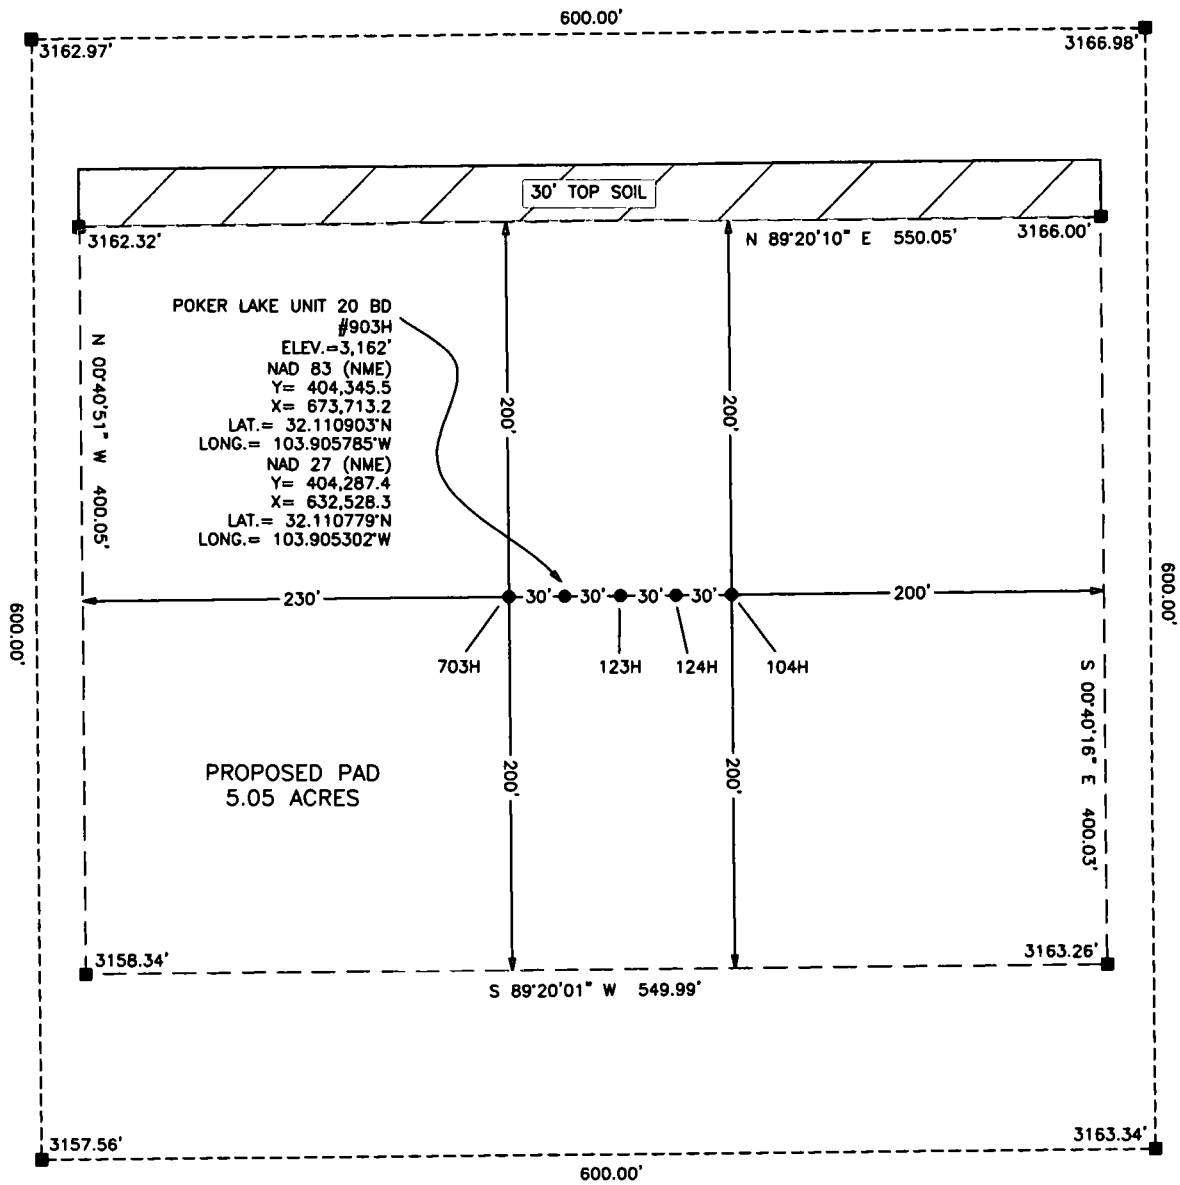 600.00'
3162.97'
3166.98'
30' TOP SOIL
3162.32'
N 89°20'10" E 550.05'
3166.00'
POKER LAKE UNIT 20 BD
#903H
ELEV.=3,162'
NAD 83 (NME)
Y= 404,345.5
X= 673,713.2
LAT.= 32.110903°N
LONG.= 103.905785°W
NAD 27 (NME)
Y= 404,287.4
X= 632,528.3
LAT.= 32.110779°N
LONG.= 103.905302°W
N 00°40'51" W 400.05'
200'
200'
230'
30'
30'
30'
30'
200'
600.00'
600.00'
703H
123H
124H
104H
S 00°40'16" E 400.03'
PROPOSED PAD
5.05 ACRES
200'
200'
3158.34'
3163.26'
S 89°20'01" W 549.99'
3157.56'
3163.34'
600.00'